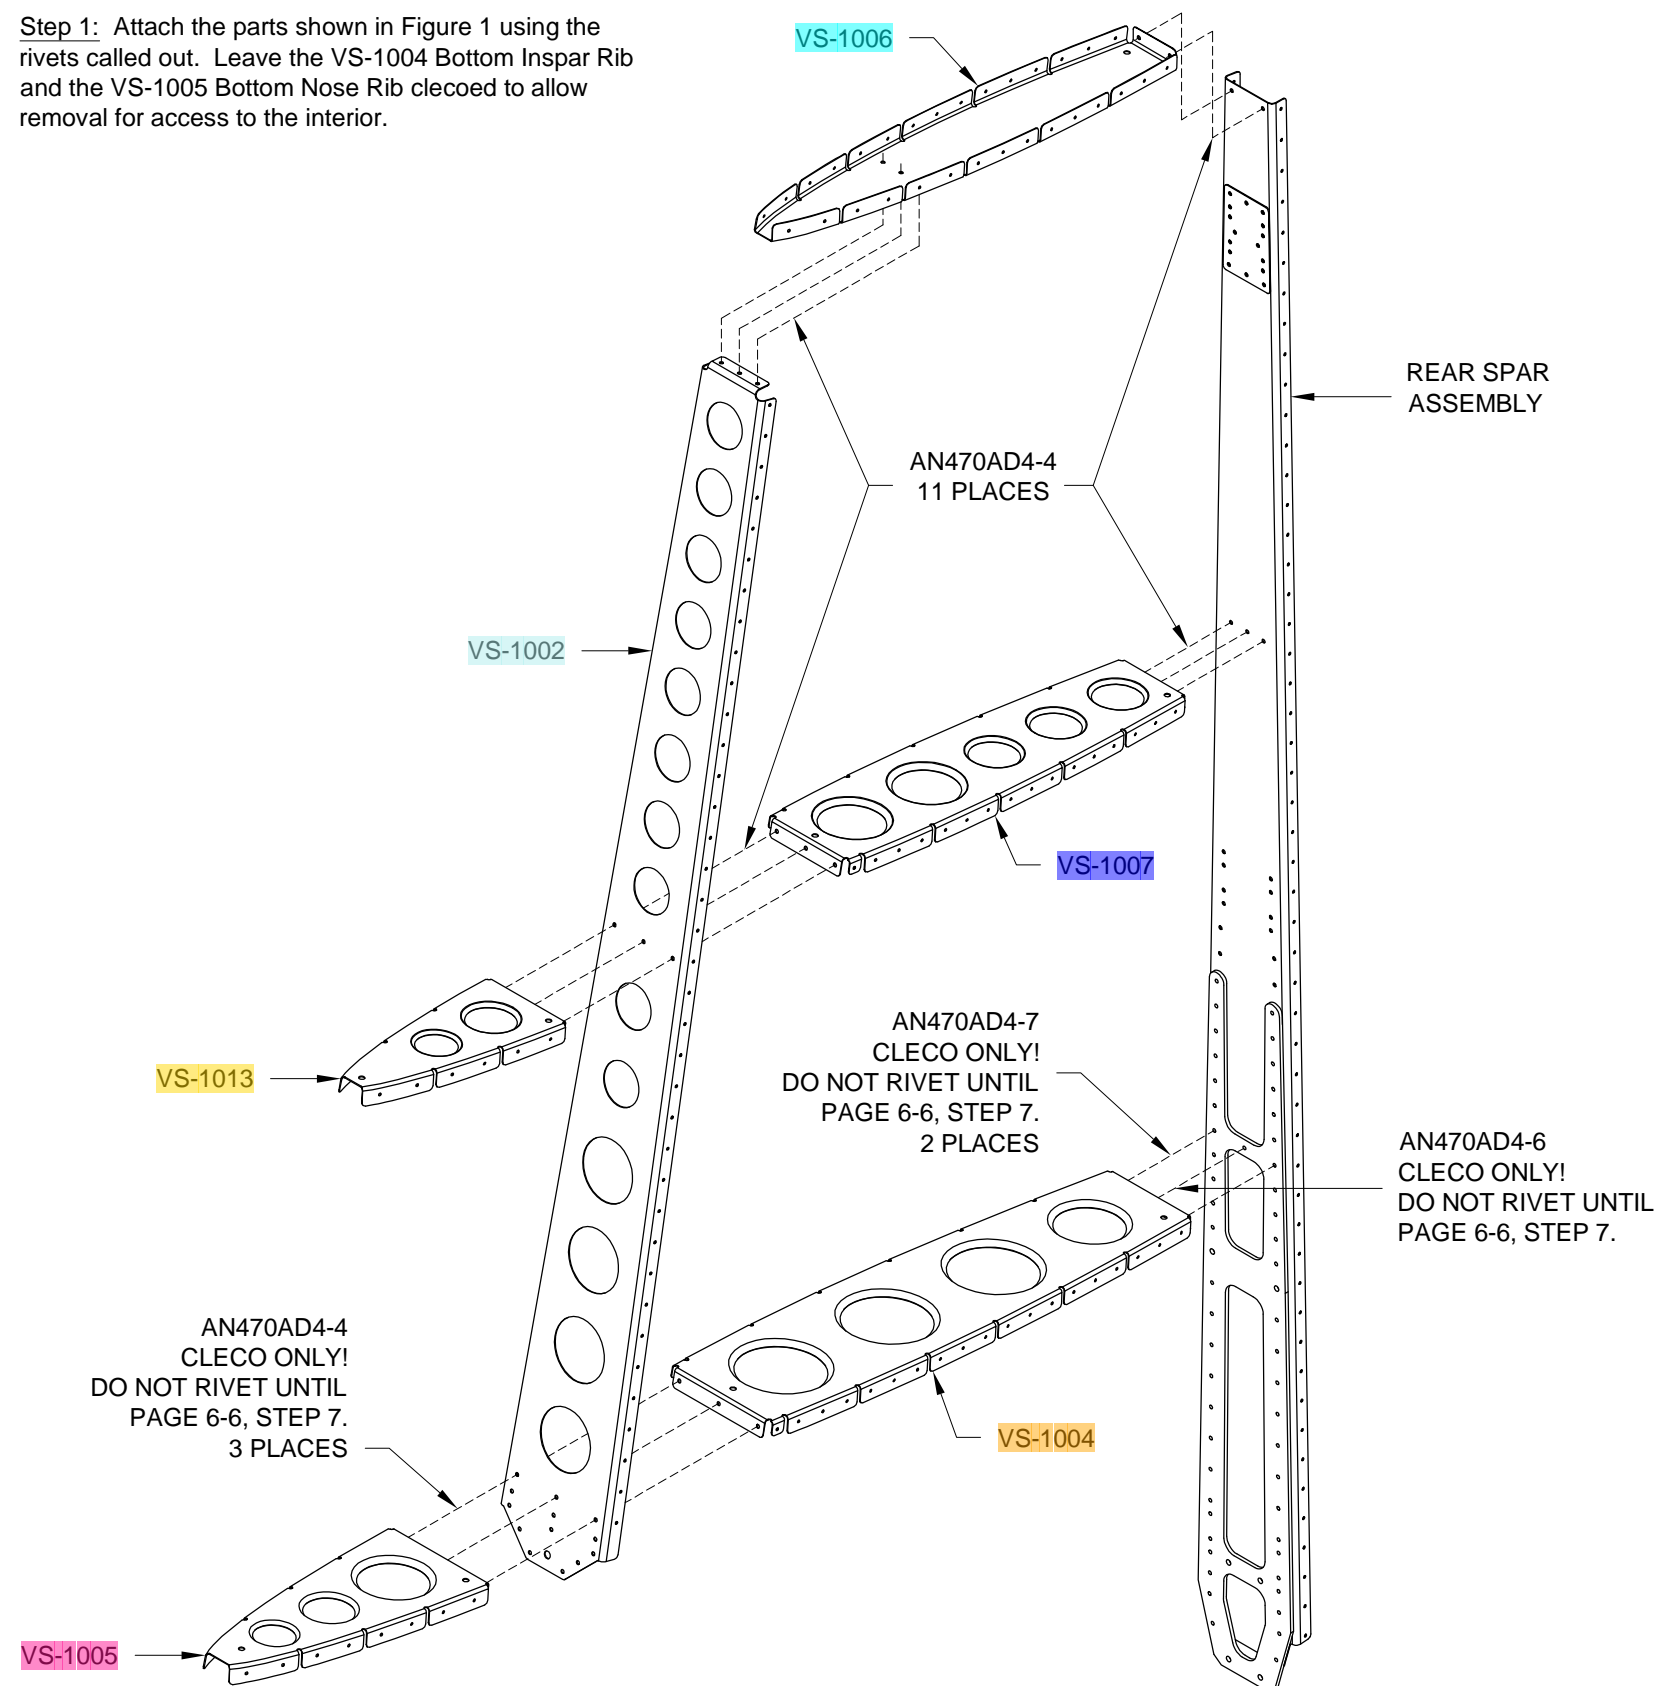 Step 1: Attach the parts shown in Figure 1 using the
rivets called out. Leave the VS-1004 Bottom Inspar Rib
and the VS-1005 Bottom Nose Rib clecoed to allow
removal for access to the interior.
VS-1006
REAR SPAR
ASSEMBLY
AN470AD4-4
11 PLACES
VS-1002
VS-1007
VS-1013
AN470AD4-7
CLECO ONLY!
DO NOT RIVET UNTIL
PAGE 6-6, STEP 7.
2 PLACES
AN470AD4-6
CLECO ONLY!
DO NOT RIVET UNTIL
PAGE 6-6, STEP 7.
AN470AD4-4
CLECO ONLY!
DO NOT RIVET UNTIL
PAGE 6-6, STEP 7.
3 PLACES
VS-1004
VS-1005